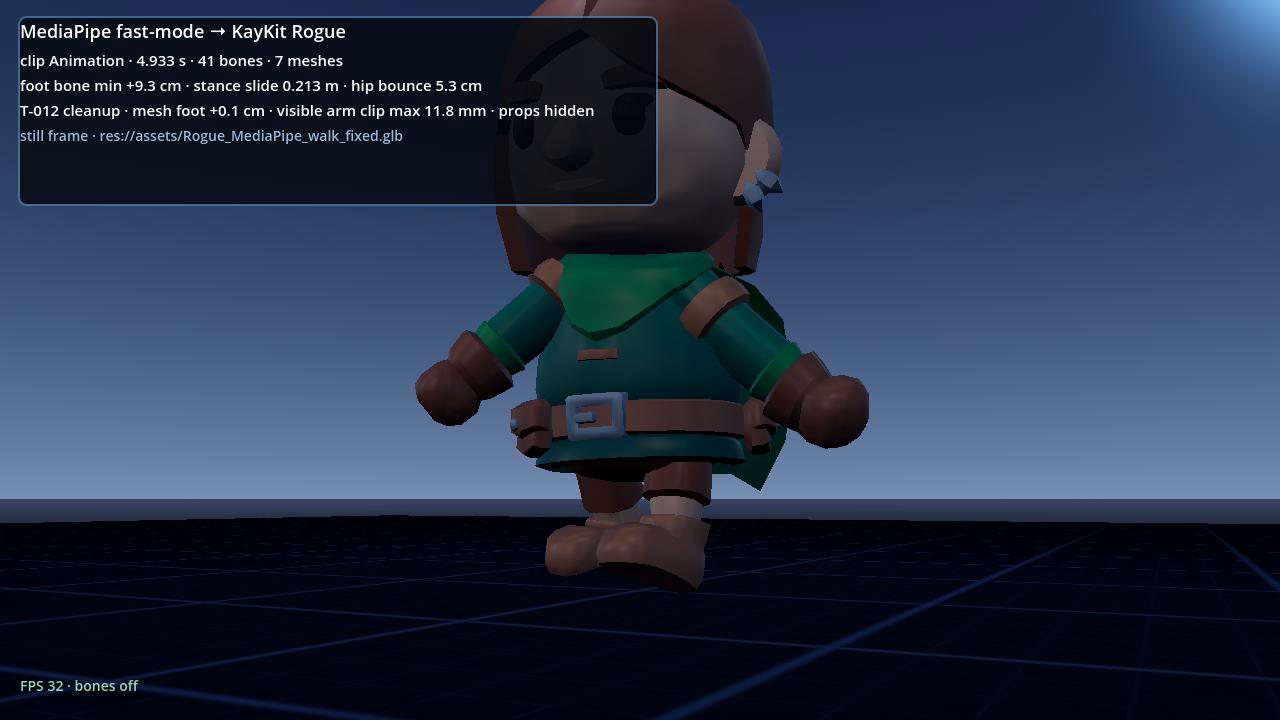 MediaPipe fast-mode → KayKit Rogue
clip Animation · 4.933 s · 41 bones · 7 meshes
foot bone min +9.3 cm · stance slide 0.213 m · hip bounce 5.3 cm
T-012 cleanup · mesh foot +0.1 cm · visible arm clip max 11.8 mm · props hidden
still frame · res://assets/Rogue_MediaPipe_walk_fixed.glb
FPS 32 · bones off